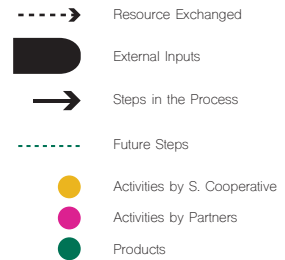 Resource Exchanged
External Inputs
Steps in the Process
Future Steps
Activities by S. Cooperative
Activities by Partners
Products